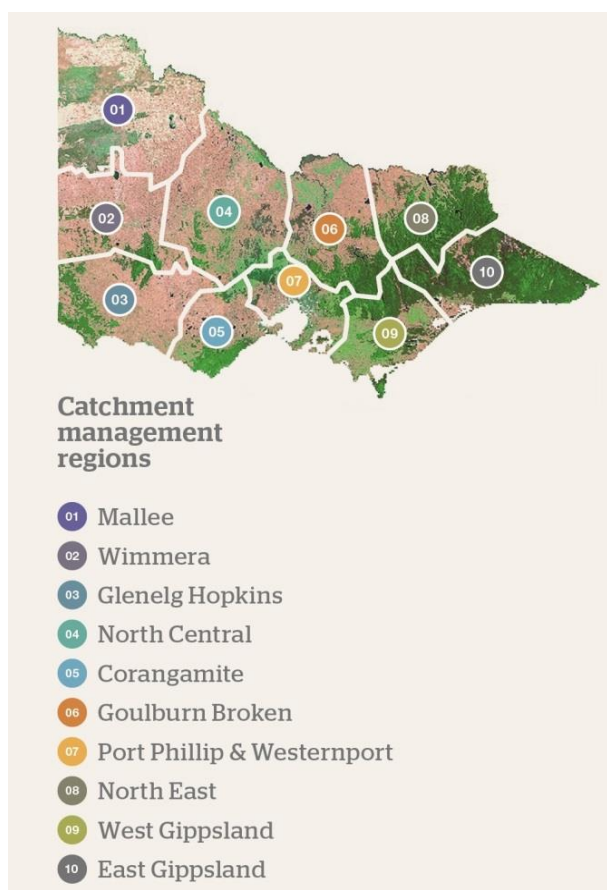 01
02
03
04
05
06
07
08
09
10
Catchment
management
regions
01 Mallee
02 Wimmera
03 Glenelg Hopkins
04 North Central
05 Corangamite
06 Goulburn Broken
07 Port Phillip & Westernport
08 North East
09 West Gippsland
10 East Gippsland